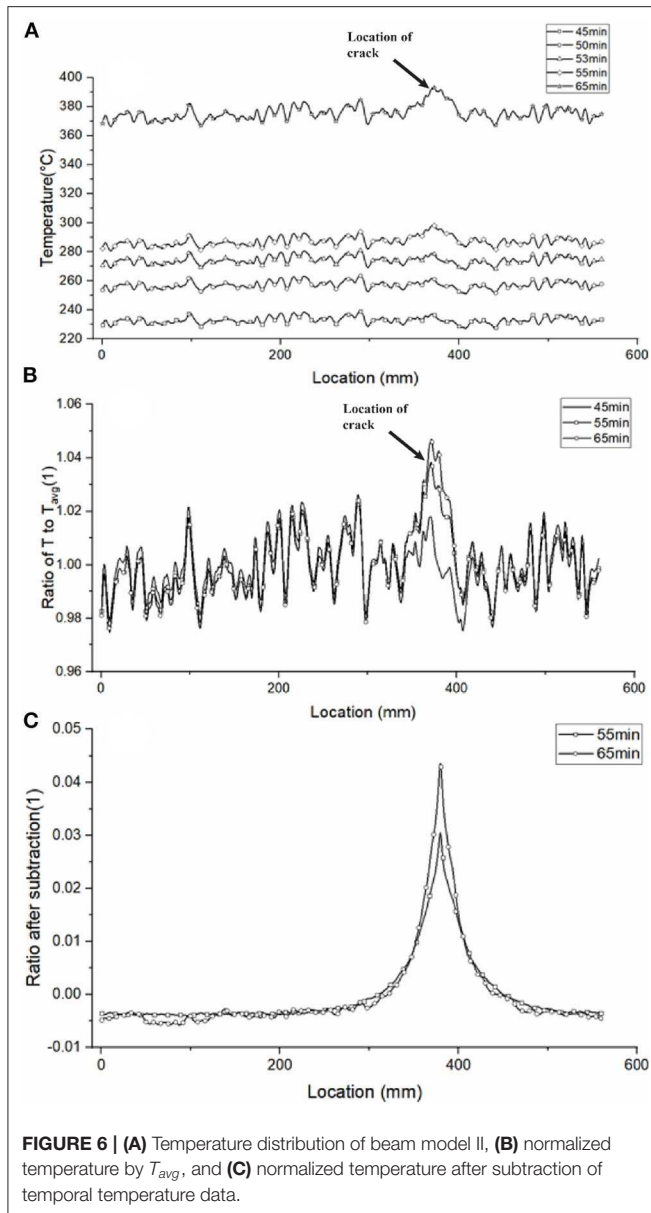 A
45min
50min
53min
55min
65min
Location of
crack
400
380
360
340
320
300
280
260
240
220
Temperature(°C)
0
200
400
600
Location (mm)
B
45min
55min
65min
Location of
crack
1.06
1.04
1.02
1.00
0.98
0.96
Ratio of T to Tavg(1)
0
200
400
600
Location (mm)
C
55min
65min
0.05
0.04
0.03
0.02
0.01
0.00
-0.01
Ratio after subtraction(1)
0
200
400
600
Location (mm)
FIGURE 6 | (A) Temperature distribution of beam model II, (B) normalized
temperature by Tavg, and (C) normalized temperature after subtraction of
temporal temperature data.